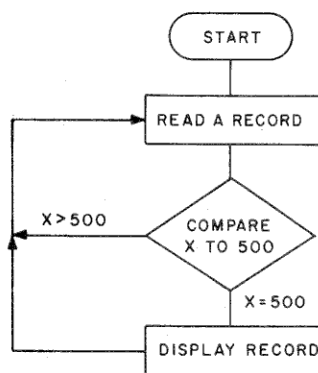 START
READ A RECORD
X>500
COMPARE
X TO 500
X=500
DISPLAY RECORD